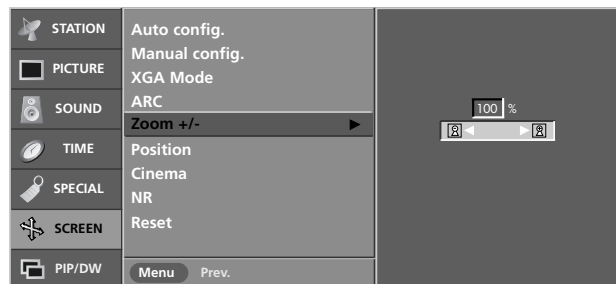 STATION
PICTURE
SOUND
TIME
SPECIAL
SCREEN
PIP/DW
Auto config.
Manual config.
XGA Mode
ARC
Zoom +/-
Position
Cinema
NR
Reset
Menu Prev.
100 %